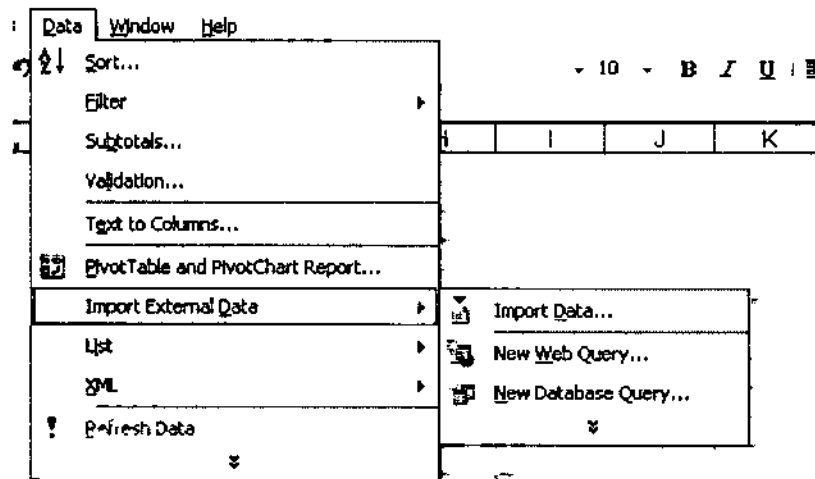 Data Window Help
Sort...
10 B I U
Filter
Subtotals...
I J K
Validation...
Text to Columns...
PivotTable and PivotChart Report...
Import External Data
Import Data...
List
New Web Query...
XML
New Database Query...
Refresh Data